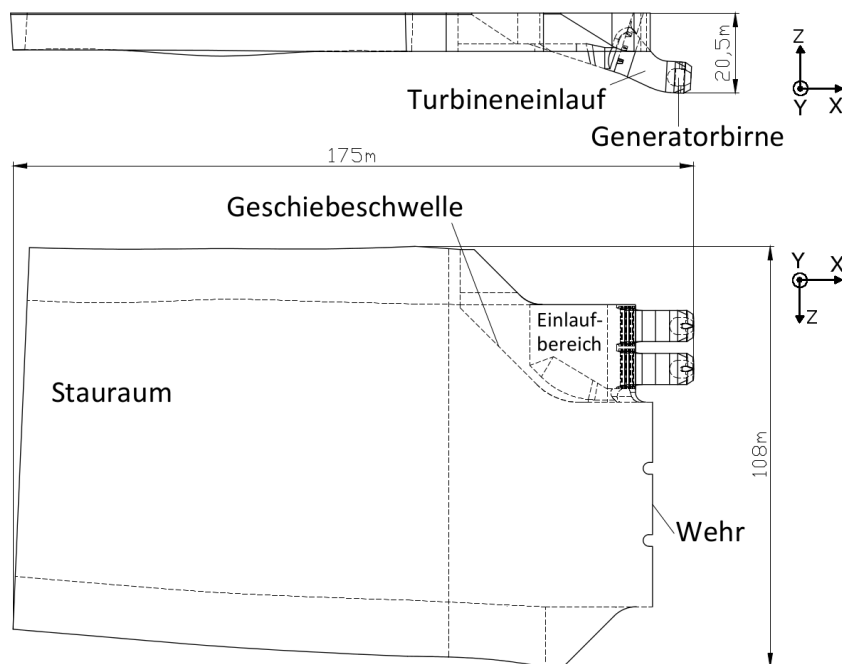 Z
20,5m
Y
X
Turbineneinlauf
Generatorbirne
175m
Geschiebeschwelle
Y
X
Z
Einlauf-
bereich
Stauraum
108m
Wehr